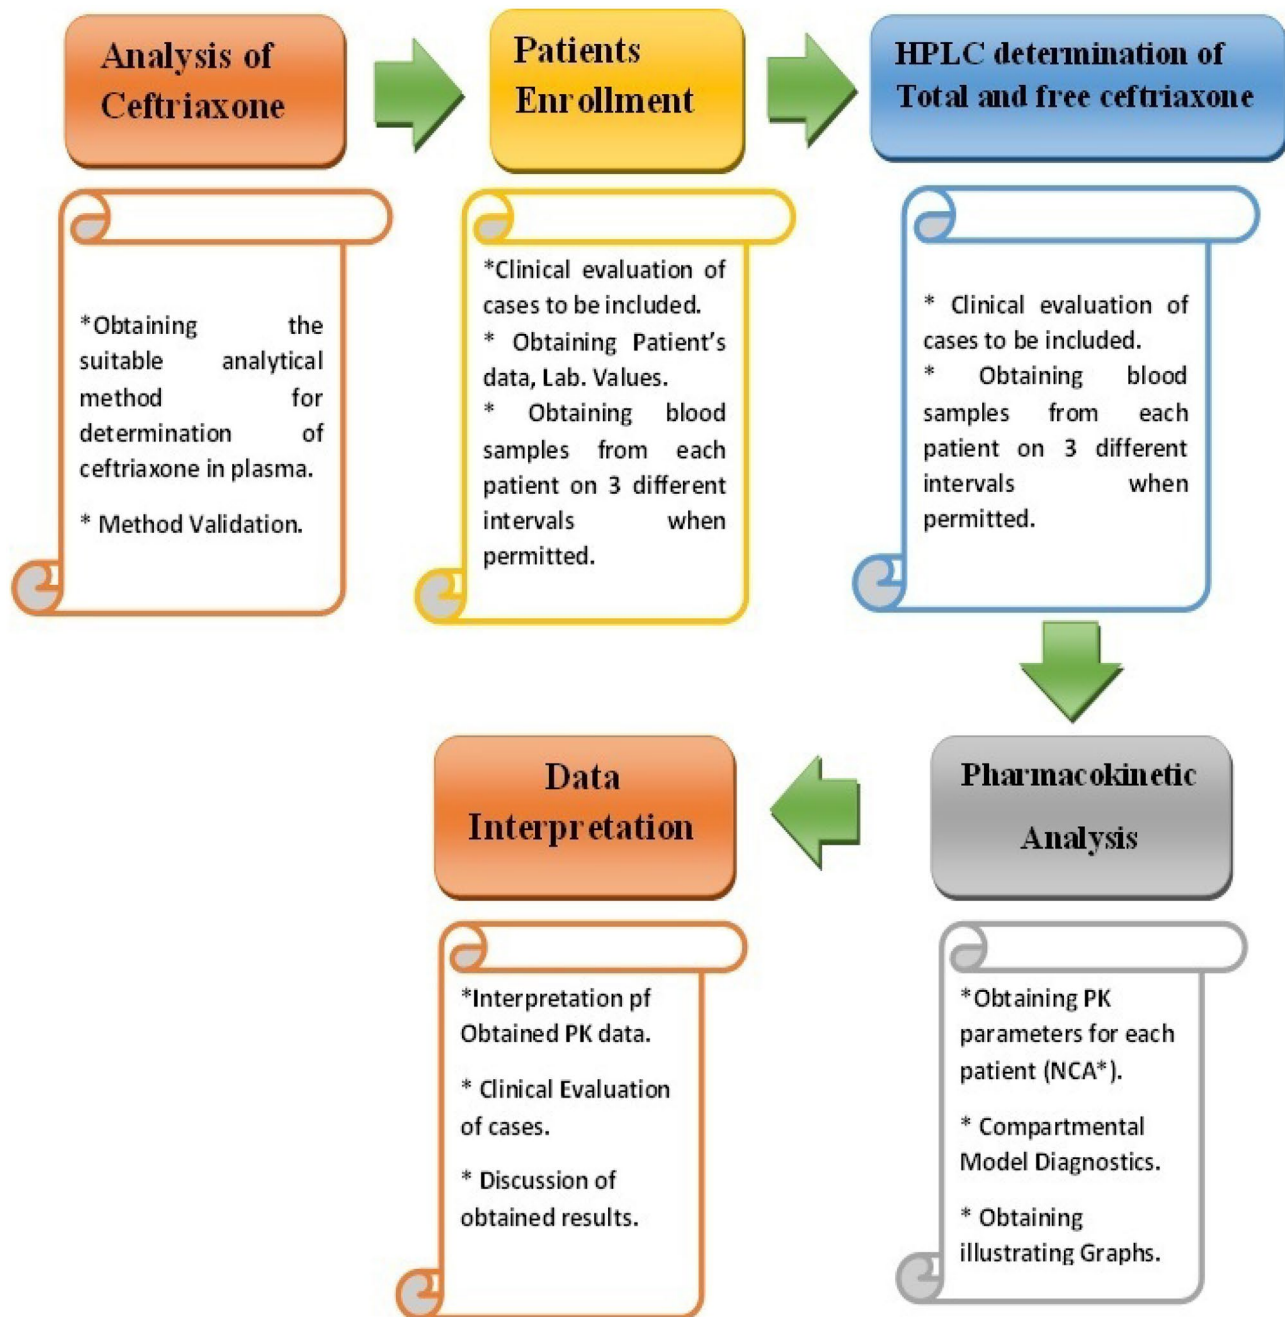 Analysis of
Ceftriaxone
*Obtaining the
suitable analytical
method for
determination of
ceftriaxone in plasma.
* Method Validation.
Patients
Enrollment
*Clinical evaluation of
cases to be included.
* Obtaining Patient's
data, Lab. Values.
* Obtaining blood
samples from each
patient on 3 different
intervals when
permitted.
HPLC determination of
Total and free ceftriaxone
* Clinical evaluation of
cases to be included.
* Obtaining blood
samples from each
patient on 3 different
intervals when
permitted.
Pharmacokinetic
Analysis
*Obtaining PK
parameters for each
patient (NCA*).
* Compartmental
Model Diagnostics.
* Obtaining
illustrating Graphs.
Data
Interpretation
*Interpretation pf
Obtained PK data.
* Clinical Evaluation
of cases.
* Discussion of
obtained results.